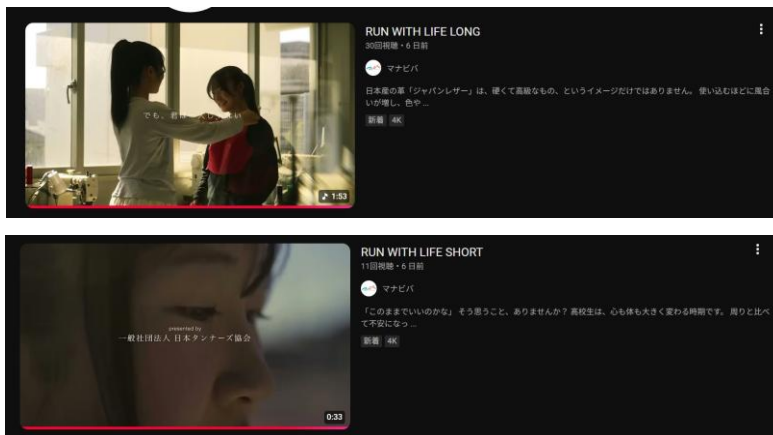 RUN WITH LIFE LONG
30回視聴・6 日前
マナビバ
日本産の革「ジャパンレザー」は、硬くて高級なもの、というイメージだけではありません。 使い込むほどに風合
いが増し、色や ...
新着 4K
でも、君は
1:53
RUN WITH LIFE SHORT
11回視聴・6 日前
マナビバ
「このままでいいのかな」 そう思うこと、ありませんか？ 高校生は、心も体も大きく変わる時期です。 周りと比べ
て不安になっ ...
新着 4K
presented by
一般社団法人 日本タンナーズ協会
0:33